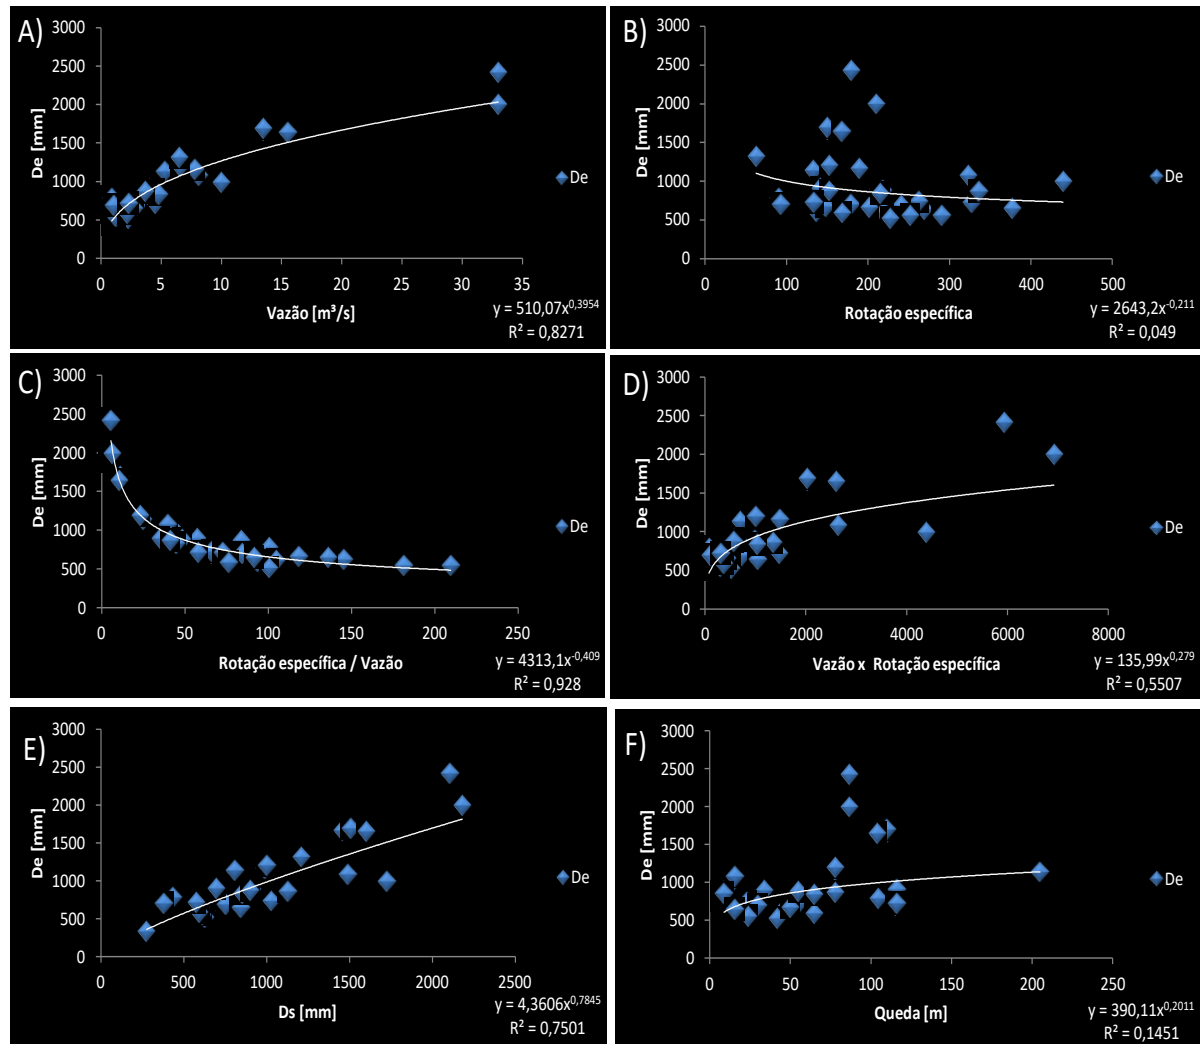 A)
De [mm]
3000
2500
2000
1500
1000
500
0
0 5 10 15 20 25 30 35
Vazão [m³/s]
De
y = 510,07x^0,3954
R² = 0,8271
B)
De [mm]
3000
2500
2000
1500
1000
500
0
0 100 200 300 400 500
Rotação específica
De
y = 2643,2x^-0,211
R² = 0,049
C)
De [mm]
3000
2500
2000
1500
1000
500
0
0 50 100 150 200 250
Rotação específica / Vazão
De
y = 4313,1x^-0,409
R² = 0,928
D)
De [mm]
3000
2500
2000
1500
1000
500
0
0 2000 4000 6000 8000
Vazão x Rotação específica
De
y = 135,99x^0,279
R² = 0,5507
E)
De [mm]
3000
2500
2000
1500
1000
500
0
0 500 1000 1500 2000 2500
Ds [mm]
De
y = 4,3606x^0,7845
R² = 0,7501
F)
De [mm]
3000
2500
2000
1500
1000
500
0
0 50 100 150 200 250
Queda [m]
De
y = 390,11x^0,2011
R² = 0,1451